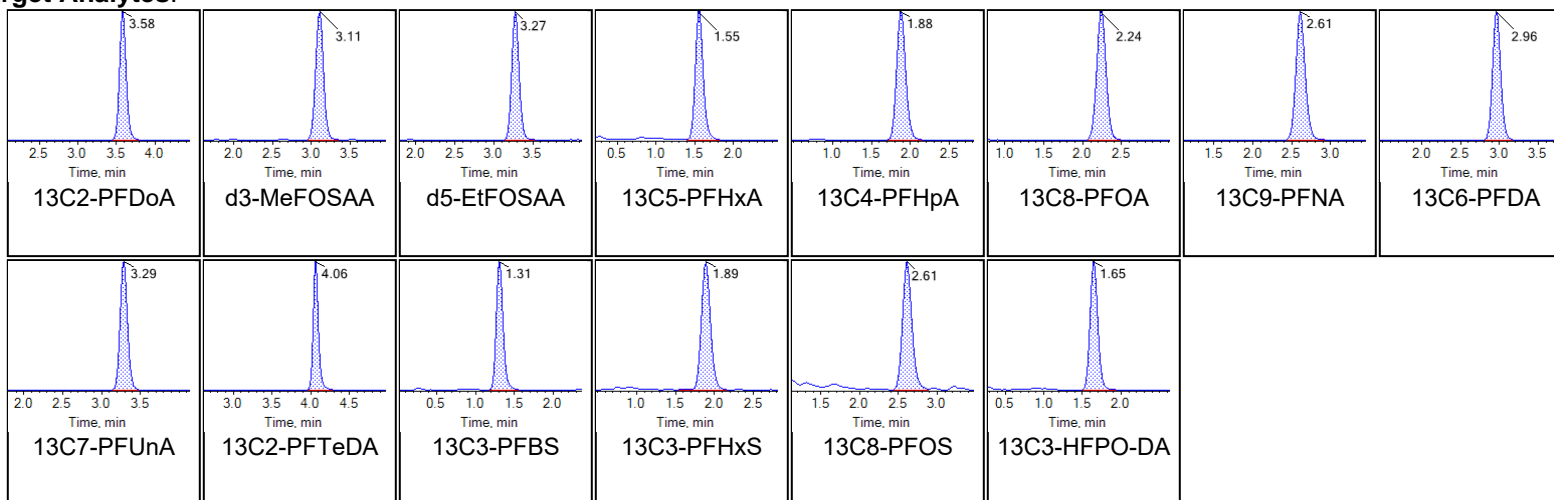 3.58 3.11 3.27 1.55 1.88 2.24 2.61 2.96
2.5 3.0 3.5 4.0 2.0 2.5 3.0 3.5 2.0 2.5 3.0 3.5 0.5 1.0 1.5 2.0 1.0 1.5 2.0 2.5 1.0 1.5 2.0 2.5 1.5 2.0 2.5 3.0 2.0 2.5 3.0 3.5
Time, min Time, min Time, min Time, min Time, min Time, min Time, min Time, min
13C2-PFDoA d3-MeFOSAA d5-EtFOSAA 13C5-PFHxA 13C4-PFHpA 13C8-PFOA 13C9-PFNA 13C6-PFDA
3.29 4.06 1.31 1.89 2.61 1.65
2.0 2.5 3.0 3.5 3.0 3.5 4.0 4.5 0.5 1.0 1.5 2.0 1.0 1.5 2.0 2.5 1.5 2.0 2.5 3.0 0.5 1.0 1.5 2.0
Time, min Time, min Time, min Time, min Time, min Time, min
13C7-PFUnA 13C2-PFTeDA 13C3-PFBS 13C3-PFHxS 13C8-PFOS 13C3-HFPO-DA